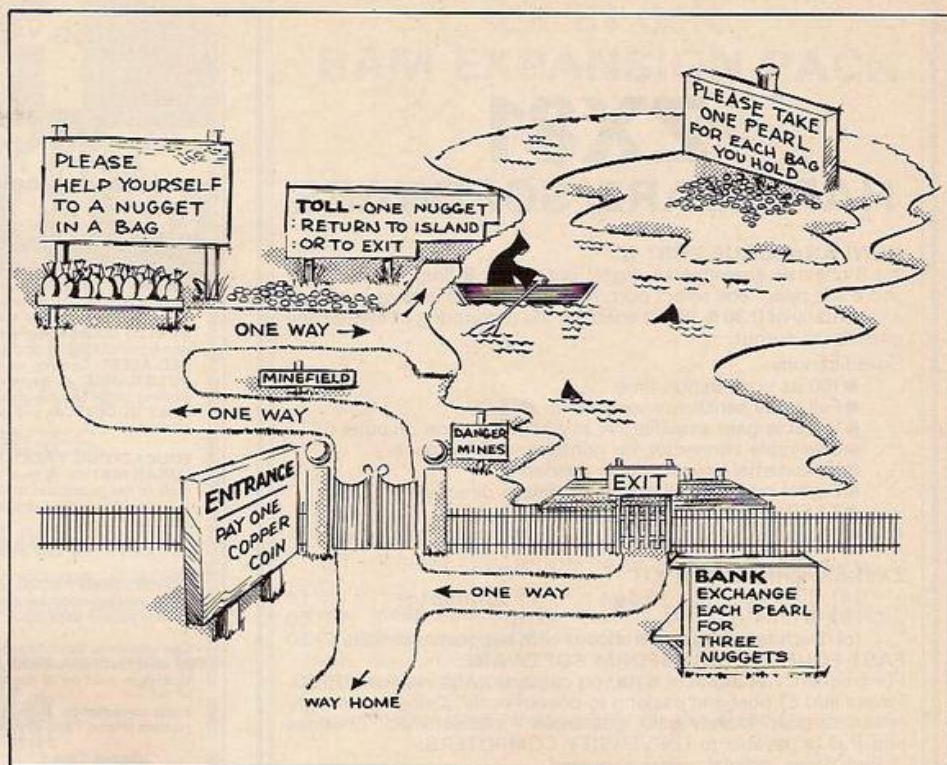 PLEASE
HELP YOURSELF
TO A NUGGET
IN A BAG
TOLL - ONE NUGGET
: RETURN TO ISLAND
: OR TO EXIT
PLEASE TAKE
ONE PEARL
FOR EACH BAG
YOU HOLD
ONE WAY
MINEFIELD
ONE WAY
DANGER
MINES
ENTRANCE
PAY ONE
COPPER
COIN
EXIT
ONE WAY
BANK
EXCHANGE
EACH PEARL
FOR
THREE
NUGGETS
WAY HOME